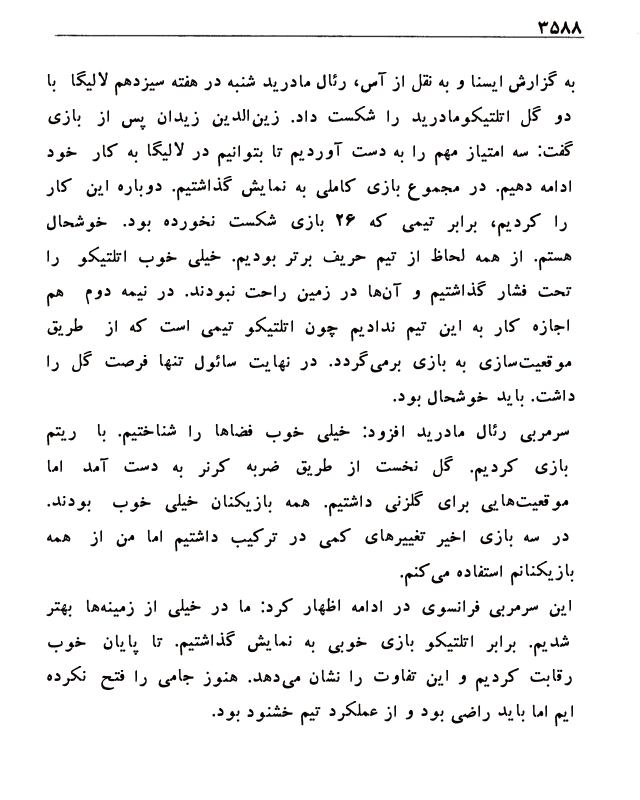 ۳۵۸۸
به گزارش ایسنا و به نقل از آس، رئال مادرید شنبه در هفته سیزدهم لالیگا با
دو گل اتلتیکومادرید را شکست داد. زین‌الدین زیدان پس از بازی
گفت: سه امتیاز مهم را به دست آوردیم تا بتوانیم در لالیگا به کار خود
ادامه دهیم. در مجموع بازی کاملی به نمایش گذاشتیم. دوباره این کار
را کردیم، برابر تیمی که ۲۶ بازی شکست نخورده بود. خوشحال
هستم. از همه لحاظ از تیم حریف برتر بودیم. خیلی خوب اتلتیکو را
تحت فشار گذاشتیم و آن‌ها در زمین راحت نبودند. در نیمه دوم هم
اجازه کار به این تیم ندادیم چون اتلتیکو تیمی است که از طریق
موقعیت‌سازی به بازی برمی‌گردد. در نهایت سائول تنها فرصت گل را
داشت. باید خوشحال بود.
سرمربی رئال مادرید افزود: خیلی خوب فضاها را شناختیم. با ریتم
بازی کردیم. گل نخست از طریق ضربه کرنر به دست آمد اما
موقعیت‌هایی برای گلزنی داشتیم. همه بازیکنان خیلی خوب بودند.
در سه بازی اخیر تغییرهای کمی در ترکیب داشتیم اما من از همه
بازیکنانم استفاده می‌کنم.
این سرمربی فرانسوی در ادامه اظهار کرد: ما در خیلی از زمینه‌ها بهتر
شدیم. برابر اتلتیکو بازی خوبی به نمایش گذاشتیم. تا پایان خوب
رقابت کردیم و این تفاوت را نشان می‌دهد. هنوز جامی را فتح نکرده
ایم اما باید راضی بود و از عملکرد تیم خشنود بود.